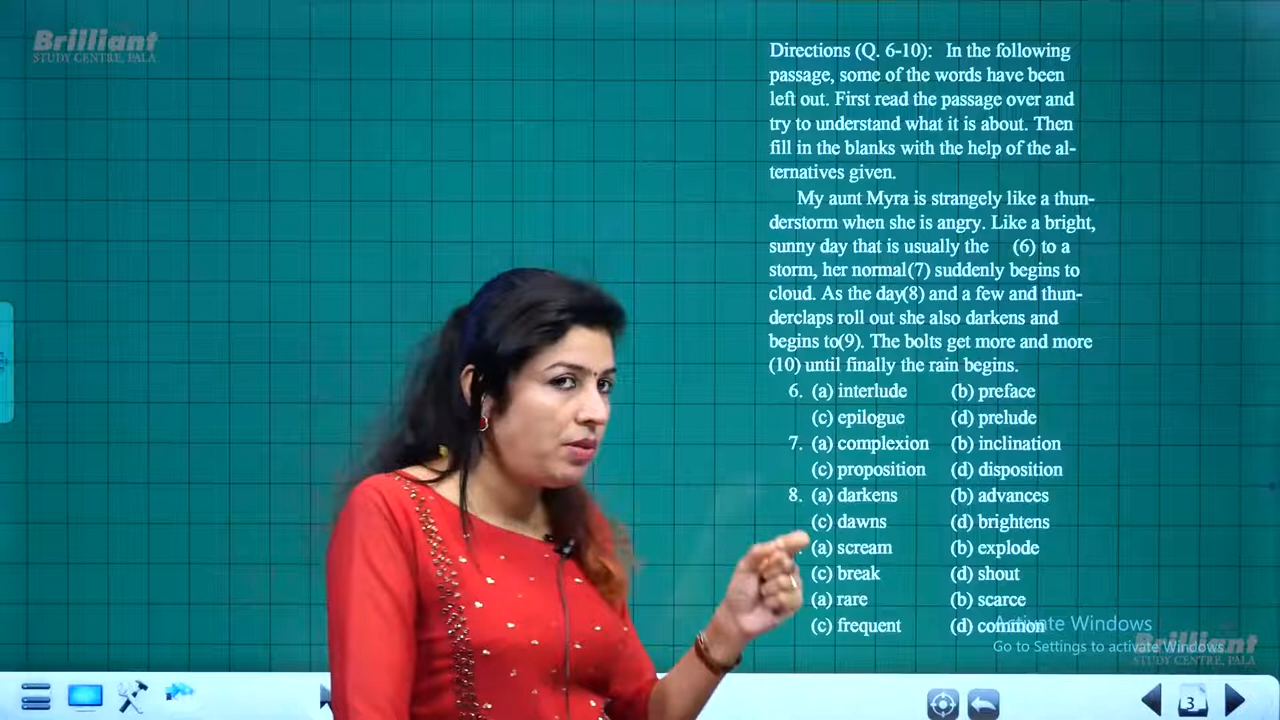 Brilliant
STUDY CENTRE, PALA
Directions (Q. 6-10): In the following
passage, some of the words have been
left out. First read the passage over and
try to understand what it is about. Then
fill in the blanks with the help of the al-
ternatives given.
My aunt Myra is strangely like a thun-
derstorm when she is angry. Like a bright,
sunny day that is usually the (6) to a
storm, her normal(7) suddenly begins to
cloud. As the day(8) and a few and thun-
derclaps roll out she also darkens and
begins to(9). The bolts get more and more
(10) until finally the rain begins.
6. (a) interlude (b) preface
(c) epilogue (d) prelude
7. (a) complexion (b) inclination
(c) proposition (d) disposition
8. (a) darkens (b) advances
(c) dawns (d) brightens
. (a) scream (b) explode
(c) break (d) shout
(a) rare (b) scarce
(c) frequent (d) common
Activate Windows
Go to Settings to activate Windows.
Brilliant
STUDY CENTRE, PALA
3